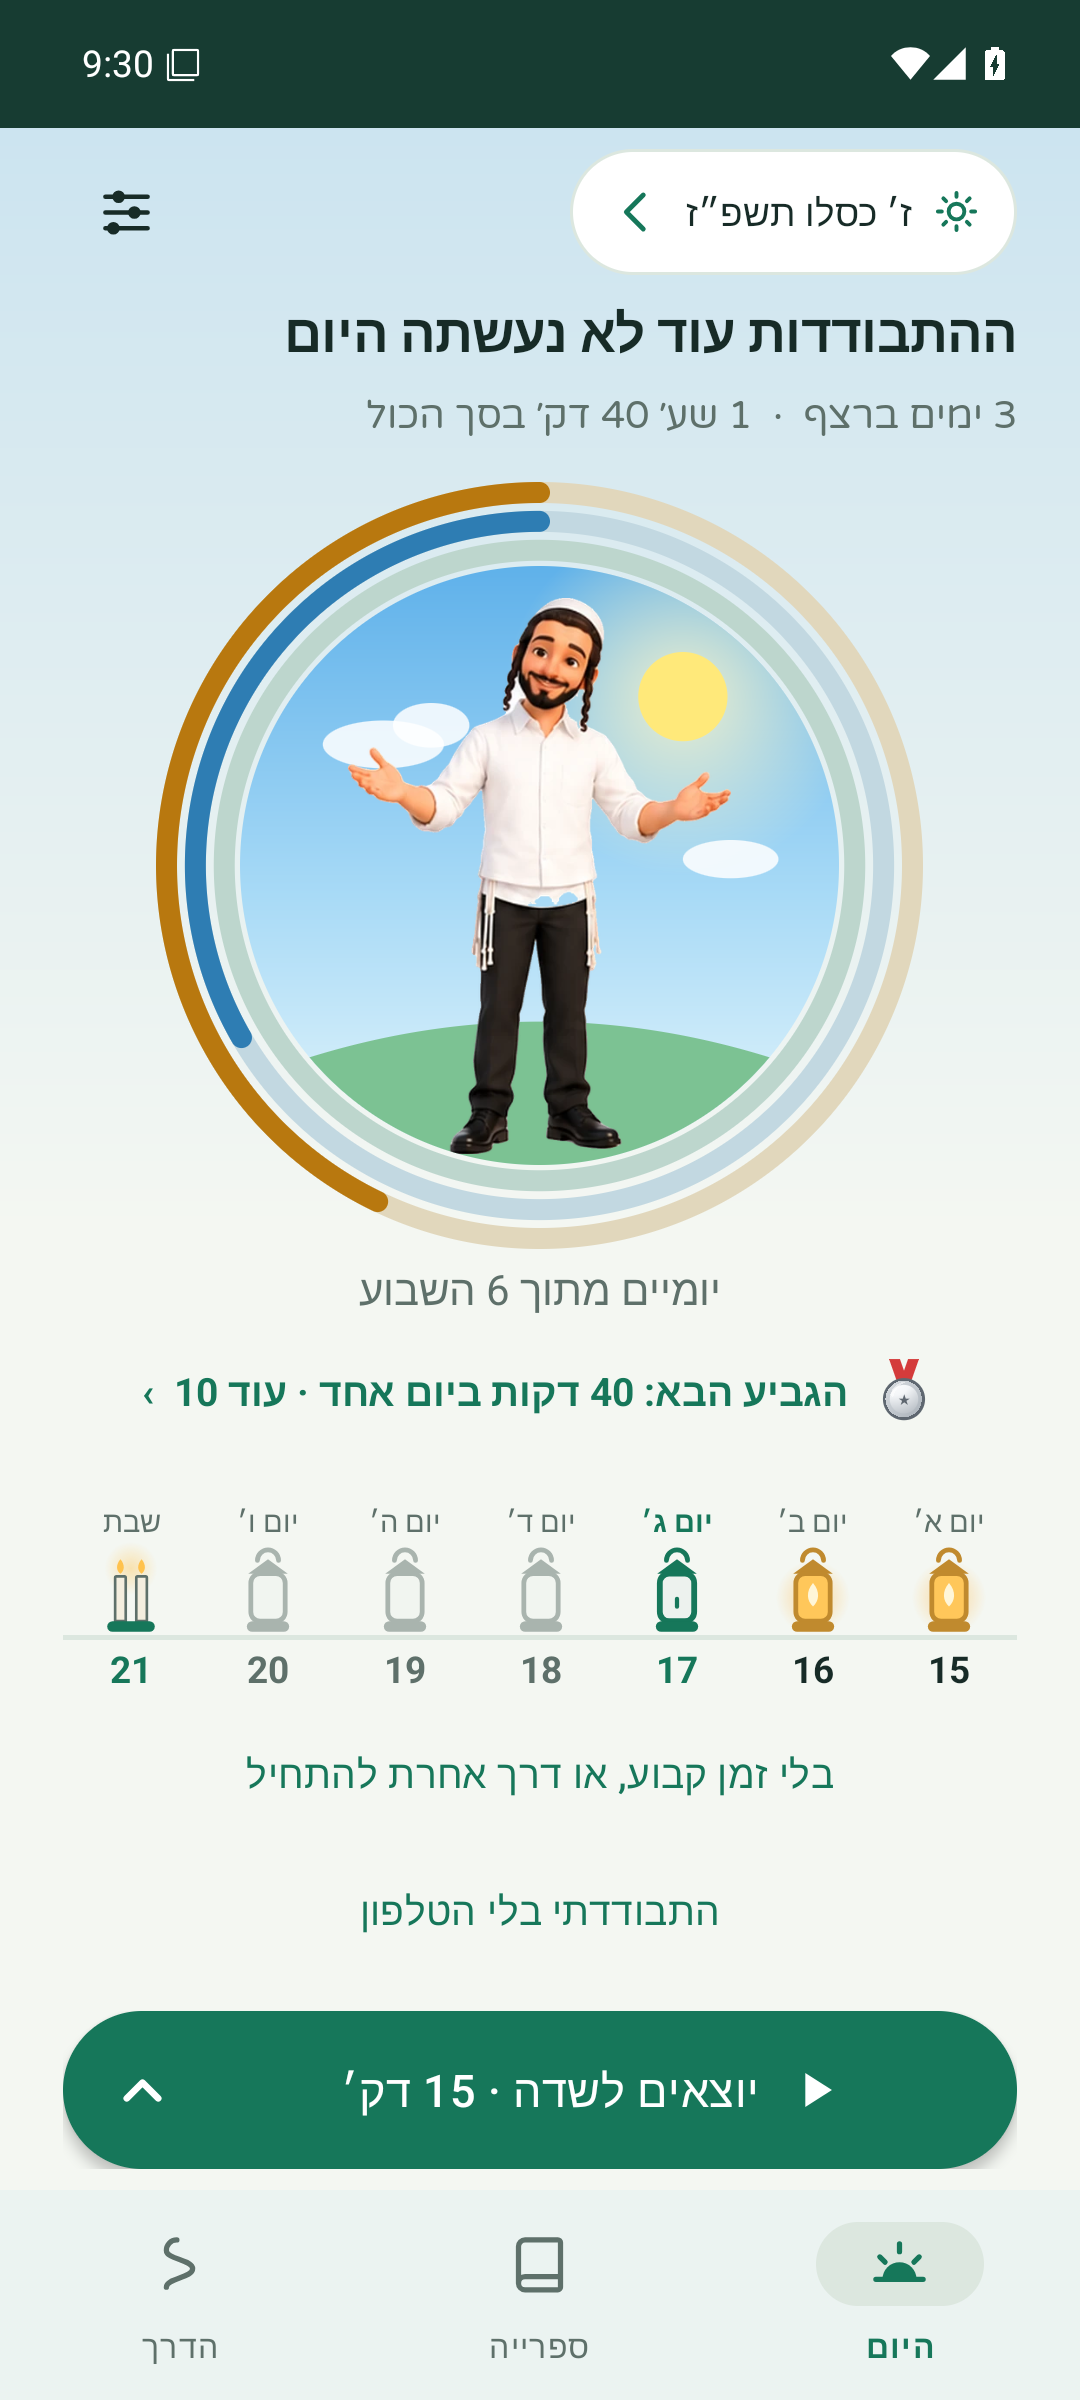 9:30
ז׳ כסלו תשפ״ז
ההתבודדות עוד לא נעשתה היום
3 ימים ברצף · 1 שע׳ 40 דק׳ בסך הכול
יומיים מתוך 6 השבוע
הגביע הבא: 40 דקות ביום אחד · עוד 10 ›
יום א׳ יום ב׳ יום ג׳ יום ד׳ יום ה׳ יום ו׳ שבת
15 16 17 18 19 20 21
בלי זמן קבוע, או דרך אחרת להתחיל
התבודדתי בלי הטלפון
יוצאים לשדה · 15 דק׳
היום ספרייה הדרך